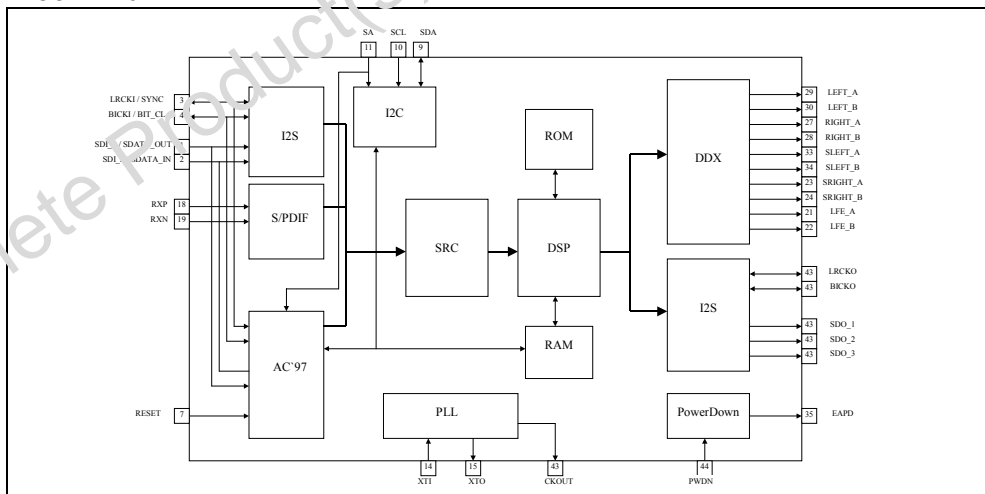 SA SCL SDA
11 10 9
LRCKI / SYNC 3
BICKI / BIT_CL 4
SDATA_OUT
2
RXP 18
RXN 19
RESET 7
I2S
S/PDIF
AC`97
I2C
SRC
ROM
DSP
RAM
PLL
DDX
I2S
PowerDown
29 LEFT_A
30 LEFT_B
27 RIGHT_A
28 RIGHT_B
33 SLEFT_A
34 SLEFT_B
23 SRIGHT_A
24 SRIGHT_B
21 LFE_A
22 LFE_B
43 LRCKO
43 BICKO
43 SDO_1
43 SDO_2
43 SDO_3
35 EAPD
14 15 43 44
XTI XTO CKOUT PWDN
lete Product(s)